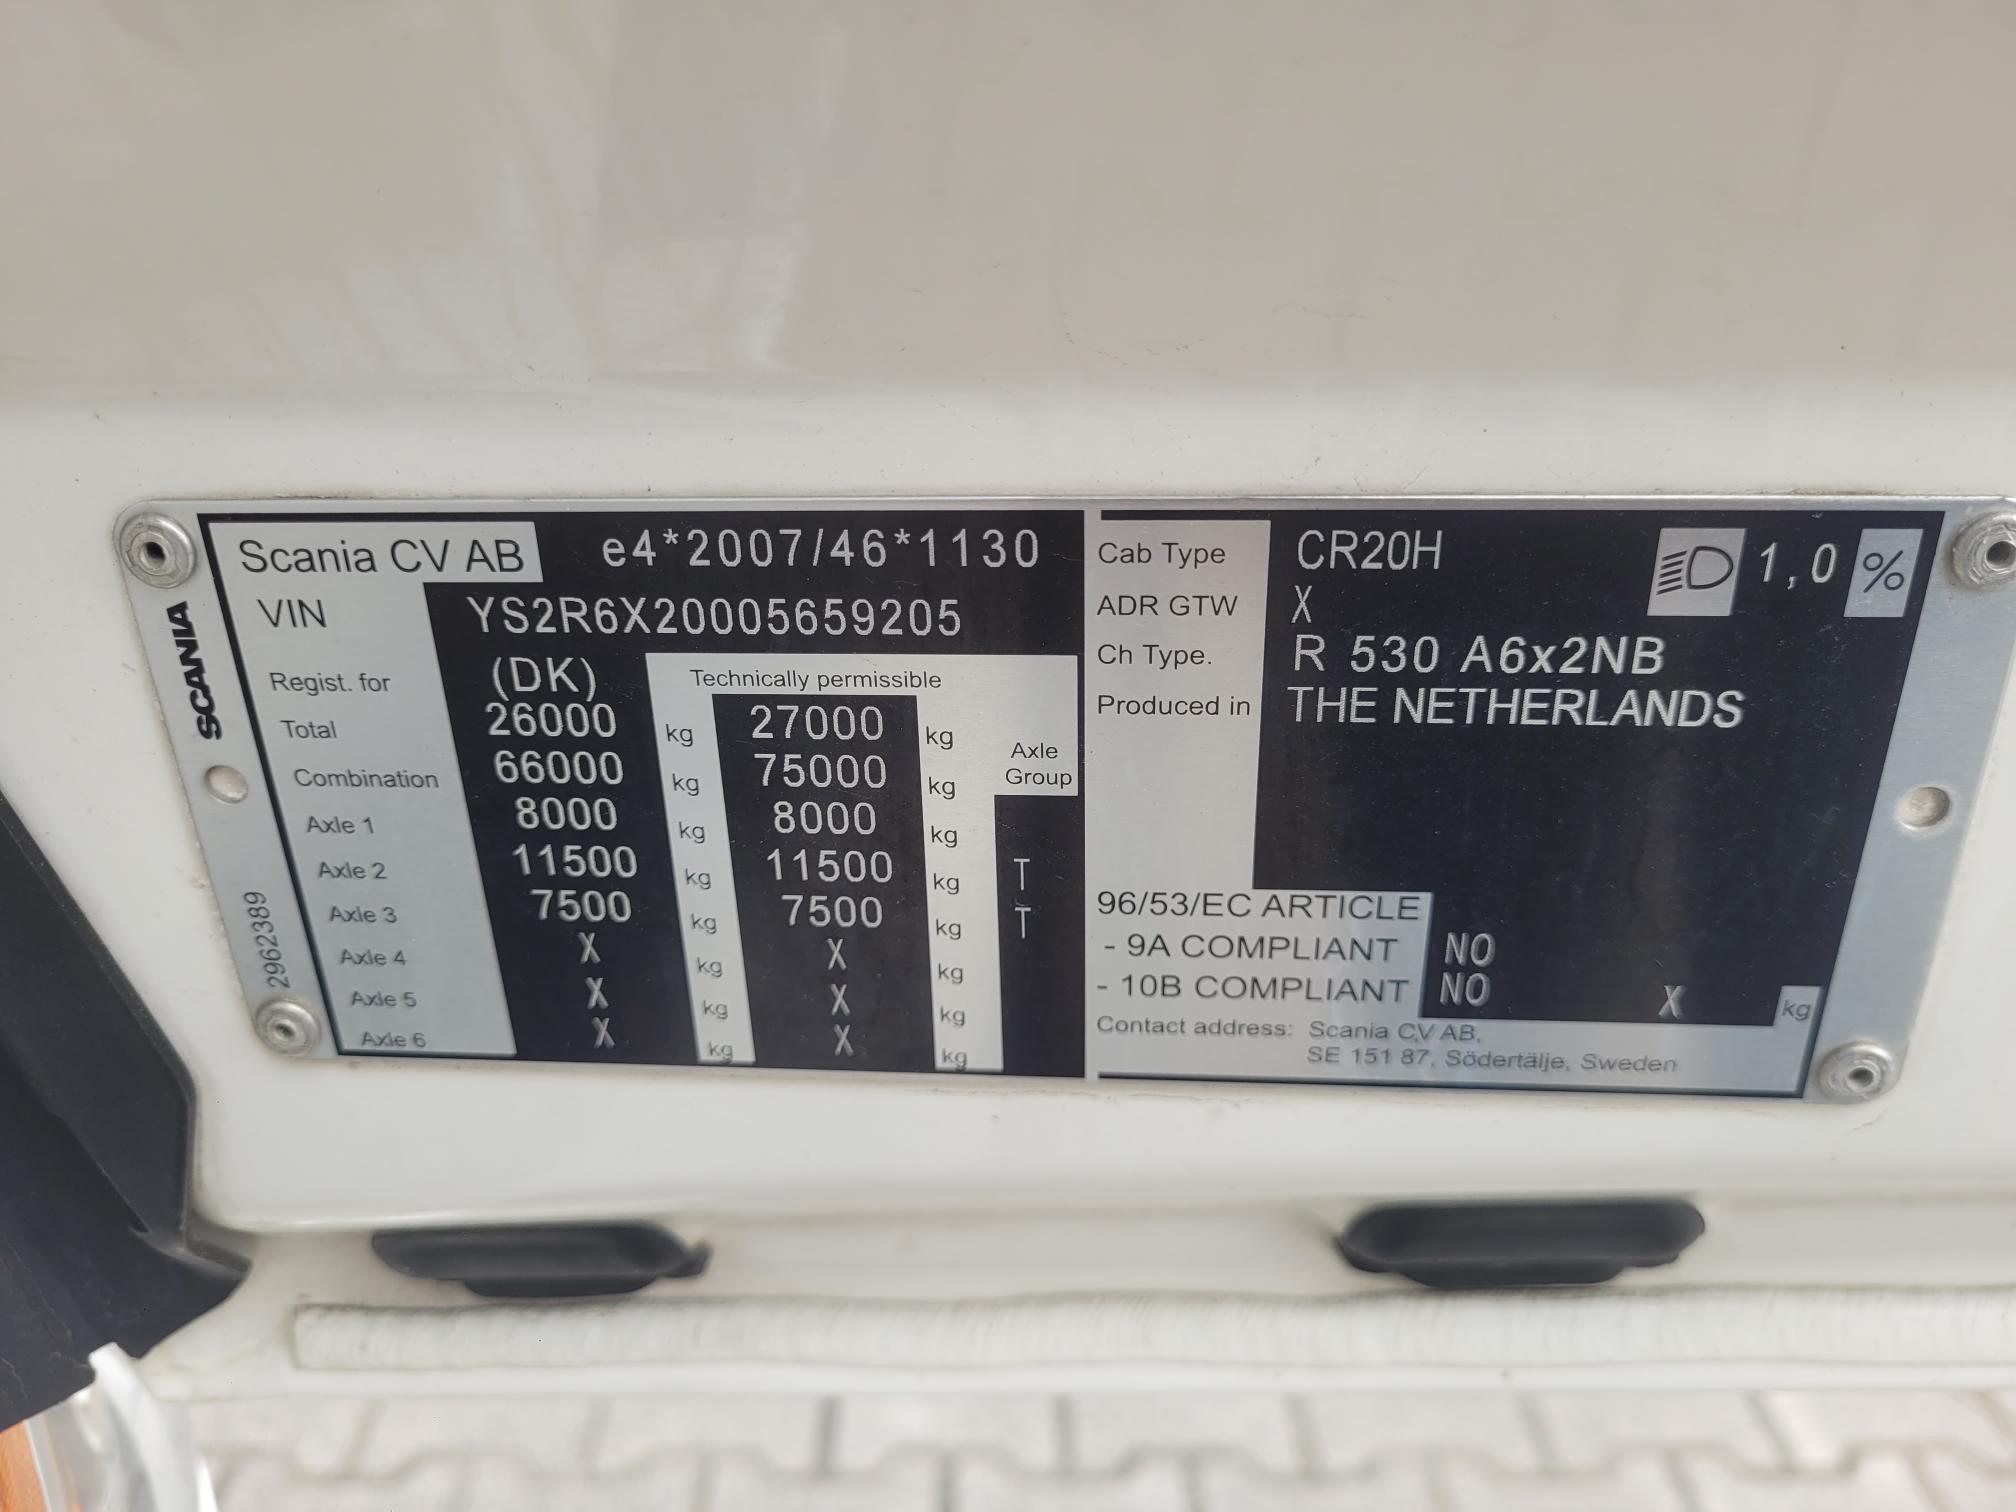 Scania CV AB e4*2007/46*1130
VIN YS2R6X20005659205
Regist. for (DK) Technically permissible
Total 26000 kg 27000 kg
Combination 66000 kg 75000 kg Axle Group
Axle 1 8000 kg 8000 kg
Axle 2 11500 kg 11500 kg T
Axle 3 7500 kg 7500 kg T
Axle 4 X kg X kg
Axle 5 X kg X kg
Axle 6 X kg X kg
SCANIA
2962389
Cab Type CR20H 1,0 %
ADR GTW X
Ch Type. R 530 A6x2NB
Produced in THE NETHERLANDS
96/53/EC ARTICLE
- 9A COMPLIANT NO
- 10B COMPLIANT NO X kg
Contact address: Scania CV AB,
SE 151 87, Södertälje, Sweden